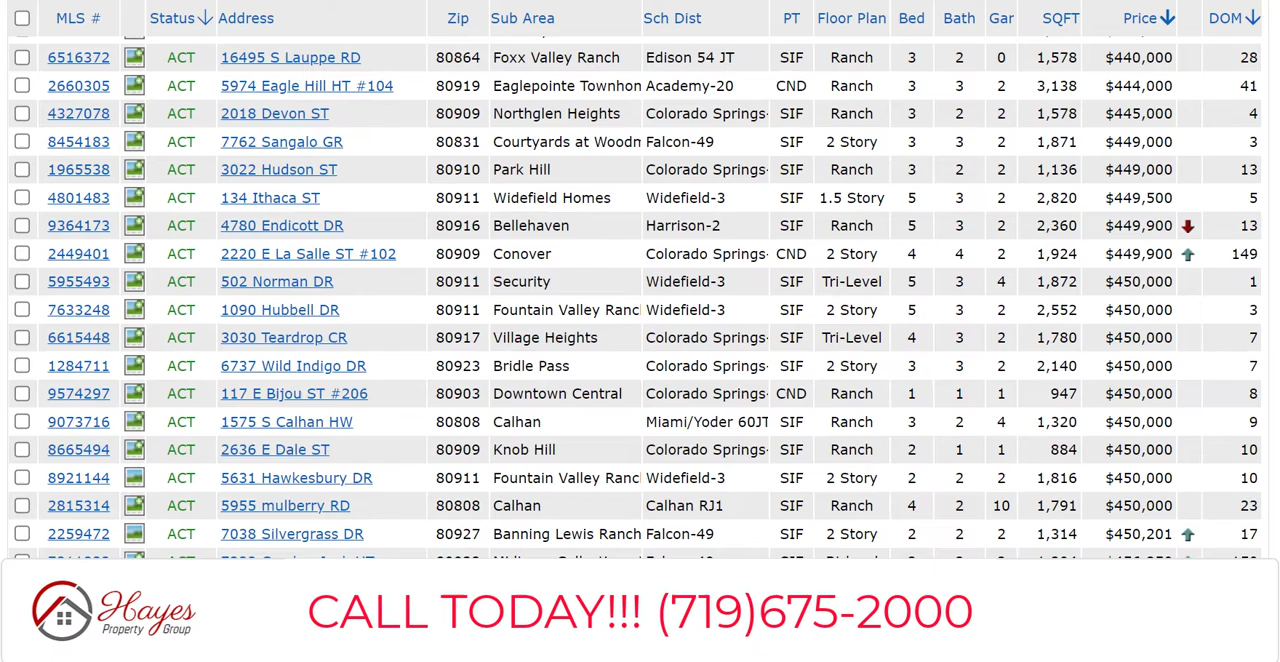 MLS # Status Address Zip Sub Area Sch Dist PT Floor Plan Bed Bath Gar SQFT Price DOM
6516372 ACT 16495 S Lauppe RD 80864 Foxx Valley Ranch Edison 54 JT SIF Ranch 3 2 0 1,578 $440,000 28
2660305 ACT 5974 Eagle Hill HT #104 80919 Eaglepointe Townhon Academy-20 CND Ranch 3 3 2 3,138 $444,000 41
4327078 ACT 2018 Devon ST 80909 Northglen Heights Colorado Springs- SIF Ranch 3 2 2 1,578 $445,000 4
8454183 ACT 7762 Sangalo GR 80831 Courtyards at Woodm Falcon-49 SIF 2 Story 3 3 2 1,871 $449,000 3
1965538 ACT 3022 Hudson ST 80910 Park Hill Colorado Springs- SIF Ranch 3 2 2 1,136 $449,000 13
4801483 ACT 134 Ithaca ST 80911 Widefield Homes Widefield-3 SIF 1.5 Story 5 3 2 2,820 $449,500 5
9364173 ACT 4780 Endicott DR 80916 Bellehaven Harrison-2 SIF Ranch 5 3 2 2,360 $449,900 13
2449401 ACT 2220 E La Salle ST #102 80909 Conover Colorado Springs- CND 2 Story 4 4 2 1,924 $449,900 149
5955493 ACT 502 Norman DR 80911 Security Widefield-3 SIF Tri-Level 5 3 4 1,872 $450,000 1
7633248 ACT 1090 Hubbell DR 80911 Fountain Valley Ranc Widefield-3 SIF 2 Story 5 3 2 2,552 $450,000 3
6615448 ACT 3030 Teardrop CR 80917 Village Heights Colorado Springs- SIF Tri-Level 4 3 2 1,780 $450,000 7
1284711 ACT 6737 Wild Indigo DR 80923 Bridle Pass Colorado Springs- SIF 2 Story 3 3 2 2,140 $450,000 7
9574297 ACT 117 E Bijou ST #206 80903 Downtown Central Colorado Springs- CND Ranch 1 1 1 947 $450,000 8
9073716 ACT 1575 S Calhan HW 80808 Calhan Miami/Yoder 60JT SIF Ranch 3 2 4 1,320 $450,000 9
8665494 ACT 2636 E Dale ST 80909 Knob Hill Colorado Springs- SIF Ranch 2 1 1 884 $450,000 10
8921144 ACT 5631 Hawkesbury DR 80911 Fountain Valley Ranc Widefield-3 SIF 2 Story 2 2 2 1,816 $450,000 10
2815314 ACT 5955 mulberry RD 80808 Calhan Calhan RJ1 SIF Ranch 4 2 10 1,791 $450,000 23
2259472 ACT 7038 Silvergrass DR 80927 Banning Lewis Ranch Falcon-49 SIF 2 Story 2 2 2 1,314 $450,201 17
Hayes
Property Group
CALL TODAY!!! (719)675-2000